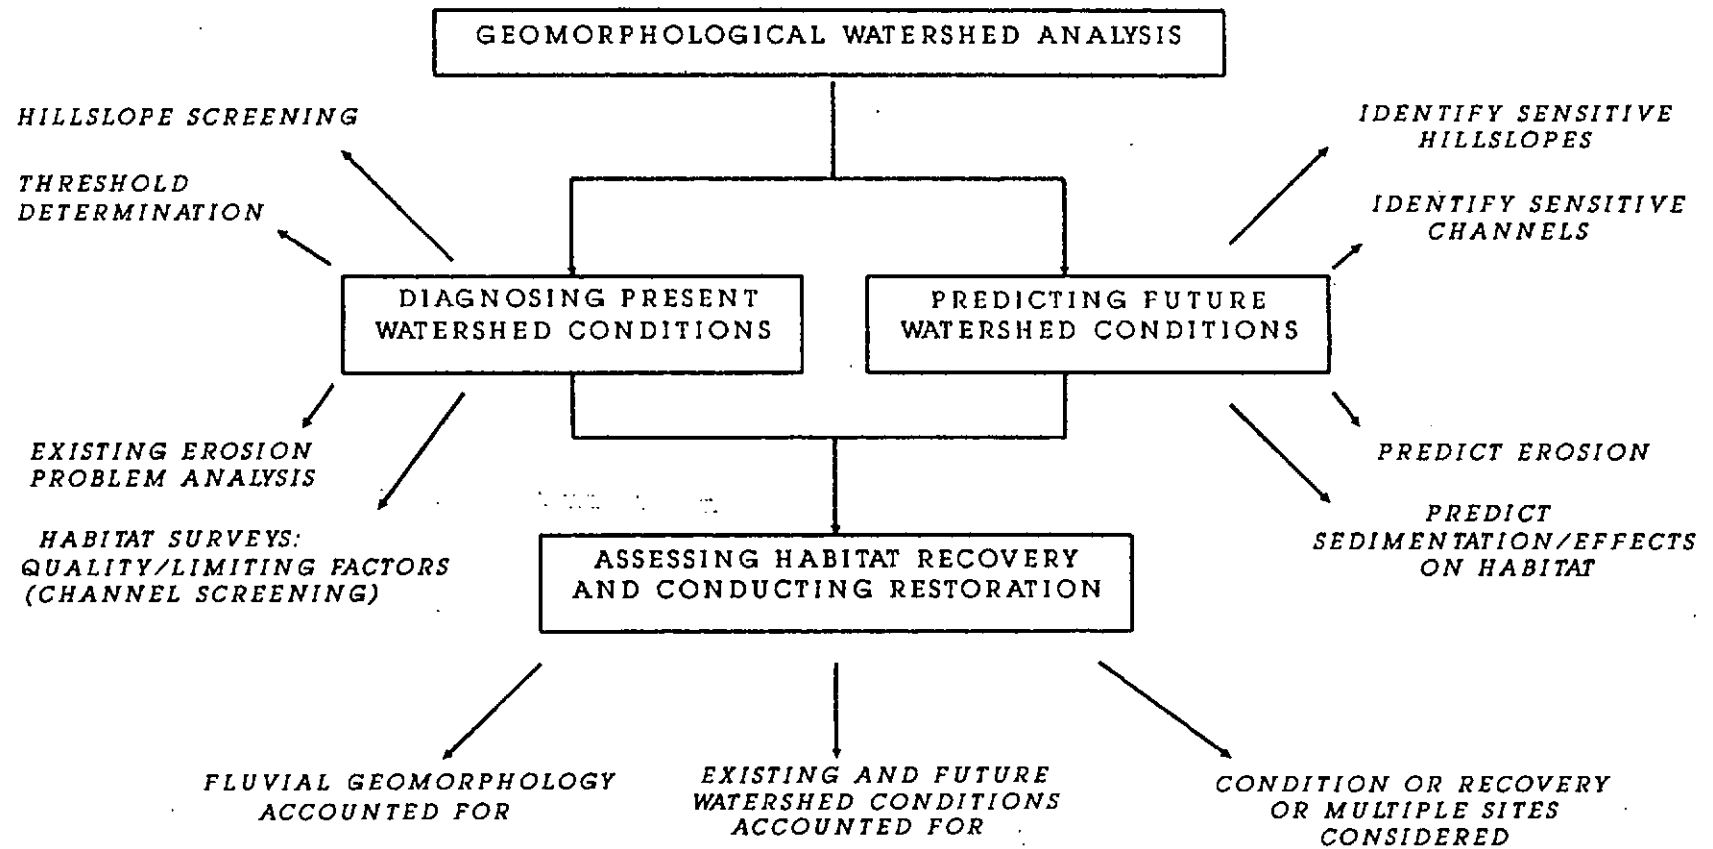 GEOMORPHOLOGICAL WATERSHED ANALYSIS
HILLSLOPE SCREENING
THRESHOLD
DETERMINATION
IDENTIFY SENSITIVE
HILLSLOPES
IDENTIFY SENSITIVE
CHANNELS
DIAGNOSING PRESENT
WATERSHED CONDITIONS
PREDICTING FUTURE
WATERSHED CONDITIONS
EXISTING EROSION
PROBLEM ANALYSIS
HABITAT SURVEYS:
QUALITY/LIMITING FACTORS
(CHANNEL SCREENING)
PREDICT EROSION
PREDICT
SEDIMENTATION/EFFECTS
ON HABITAT
ASSESSING HABITAT RECOVERY
AND CONDUCTING RESTORATION
FLUVIAL GEOMORPHOLOGY
ACCOUNTED FOR
EXISTING AND FUTURE
WATERSHED CONDITIONS
ACCOUNTED FOR
CONDITION OR RECOVERY
OR MULTIPLE SITES
CONSIDERED